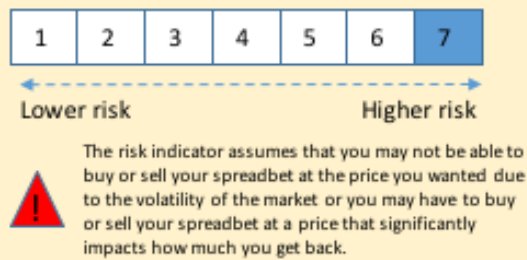 1 2 3 4 5 6 7
Lower risk Higher risk
The risk indicator assumes that you may not be able to
buy or sell your spreadbet at the price you wanted due
to the volatility of the market or you may have to buy
or sell your spreadbet at a price that significantly
impacts how much you get back.
!